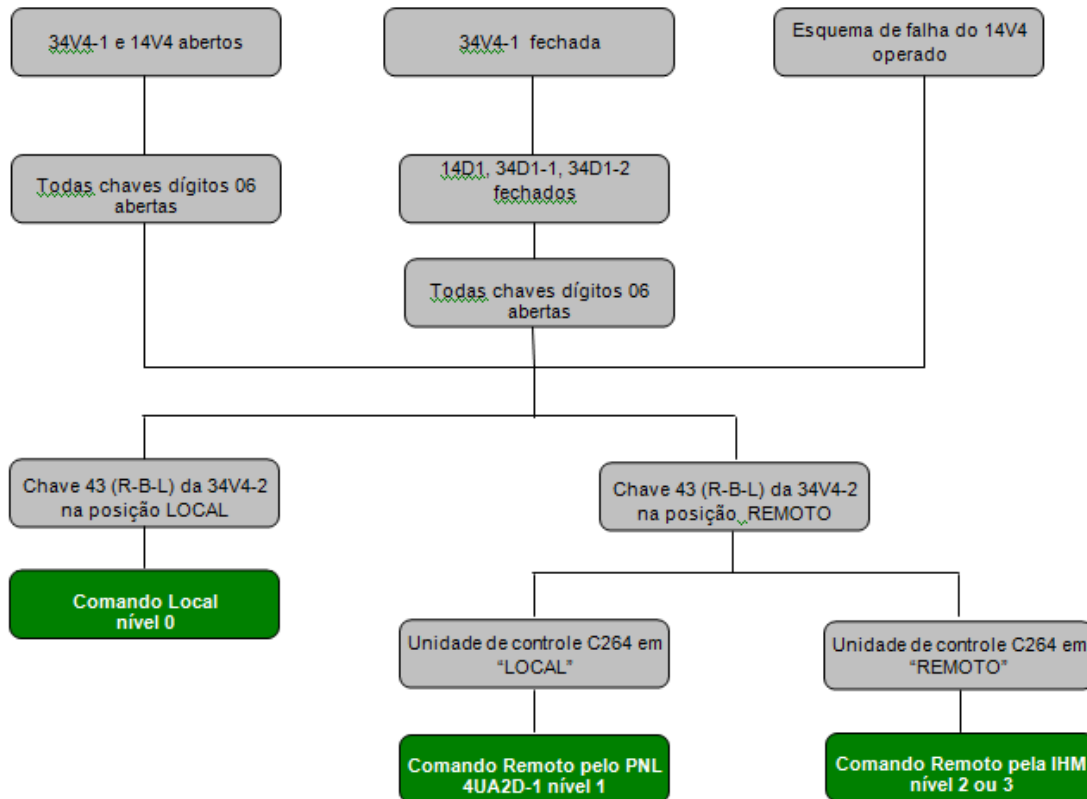 34V4-1 e 14V4 abertos
34V4-1 fechada
Esquema de falha do 14V4
operado
Todas chaves dígitos 06
abertas
14D1, 34D1-1, 34D1-2
fechados
Todas chaves dígitos 06
abertas
Chave 43 (R-B-L) da 34V4-2
na posição LOCAL
Chave 43 (R-B-L) da 34V4-2
na posição REMOTO
Comando Local
nível 0
Unidade de controle C264 em
“LOCAL”
Unidade de controle C264 em
“REMOTO”
Comando Remoto pelo PNL
4UA2D-1 nível 1
Comando Remoto pela IHM
nível 2 ou 3